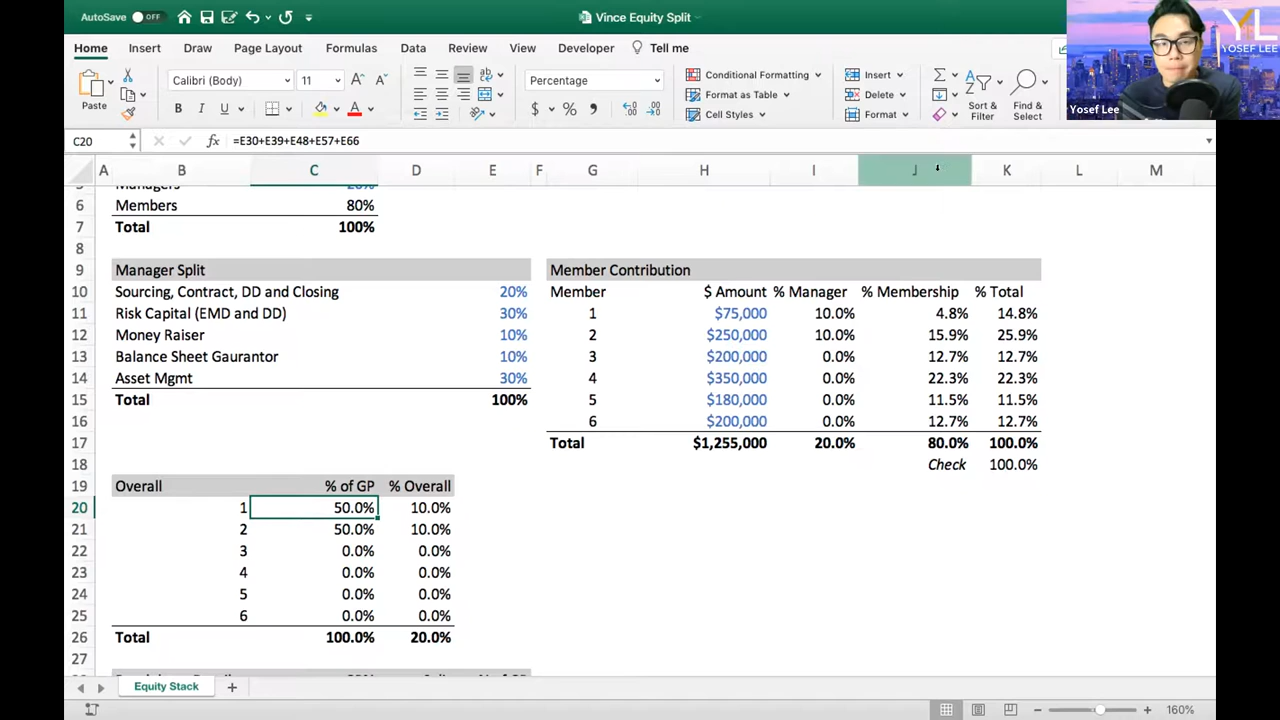 AutoSave OFF Vince Equity Split
Home Insert Draw Page Layout Formulas Data Review View Developer Tell me
Paste Calibri (Body) 11 A^ A˅ ab Percentage Conditional Formatting Insert Σ
B I U A $ % 9 Format as Table Delete Sort & Filter Find & Select
Cell Styles Format
YL
YOSEF LEE
Yosef Lee
C20 fx =E30+E39+E48+E57+E66
A B C D E F G H I J K L M
Managers 20%
6 Members 80%
7 Total 100%
8
9 Manager Split Member Contribution
10 Sourcing, Contract, DD and Closing 20% Member $ Amount % Manager % Membership % Total
11 Risk Capital (EMD and DD) 30% 1 $75,000 10.0% 4.8% 14.8%
12 Money Raiser 10% 2 $250,000 10.0% 15.9% 25.9%
13 Balance Sheet Gaurantor 10% 3 $200,000 0.0% 12.7% 12.7%
14 Asset Mgmt 30% 4 $350,000 0.0% 22.3% 22.3%
15 Total 100% 5 $180,000 0.0% 11.5% 11.5%
16 6 $200,000 0.0% 12.7% 12.7%
17 Total $1,255,000 20.0% 80.0% 100.0%
18 Check 100.0%
19 Overall % of GP % Overall
20 1 50.0% 10.0%
21 2 50.0% 10.0%
22 3 0.0% 0.0%
23 4 0.0% 0.0%
24 5 0.0% 0.0%
25 6 0.0% 0.0%
26 Total 100.0% 20.0%
27
Equity Stack +
160%